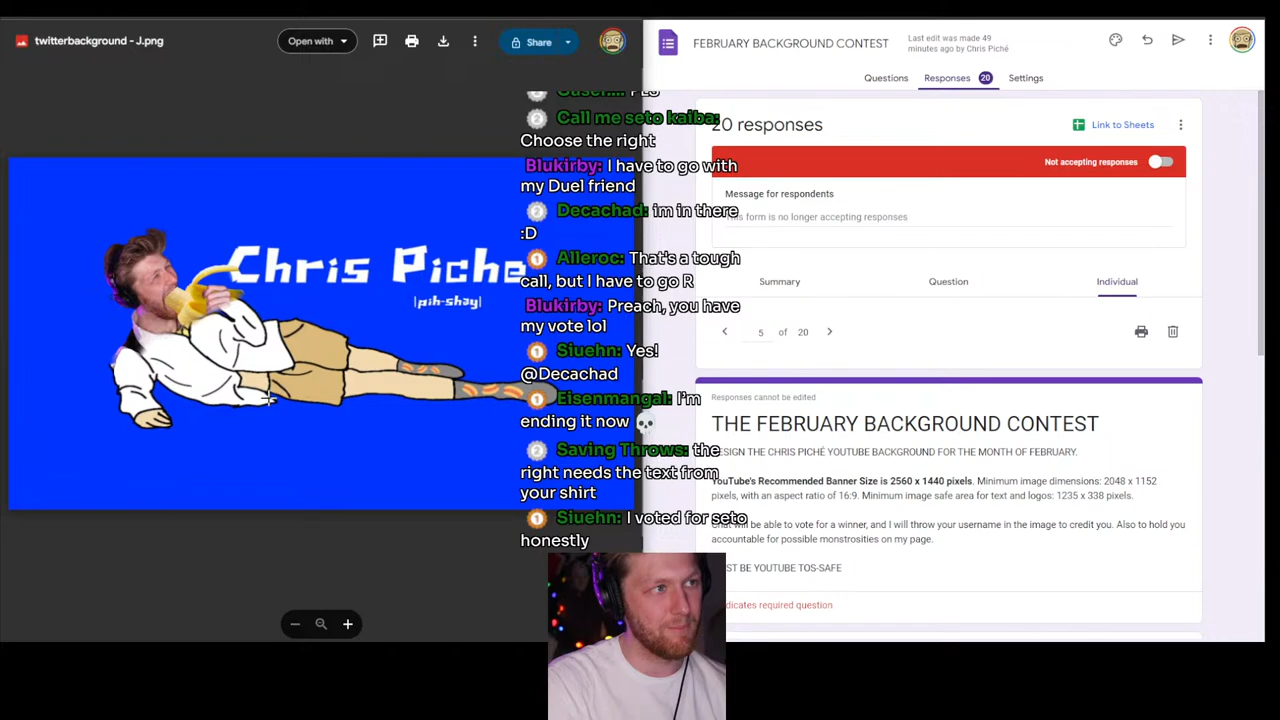 twitterbackground - J.png
Open with
Share
Chris Piche
|pih-shay|
PLS
Call me seto kaiba:
Choose the right
Blukirby: I have to go with
my Duel friend
Decachad: im in there
:D
Alleroc: That's a tough
call, but I have to go R
Blukirby: Preach, you have
my vote lol
Siuehn: Yes!
@Decachad
Eisenmangal: I'm
ending it now 💀
Saving Throws: the
right needs the text from
your shirt
Siuehn: I voted for seto
honestly
FEBRUARY BACKGROUND CONTEST
Last edit was made 49
minutes ago by Chris Piché
Questions
Responses 20
Settings
20 responses
Link to Sheets
Not accepting responses
Message for respondents
This form is no longer accepting responses
Summary
Question
Individual
5 of 20
Responses cannot be edited
THE FEBRUARY BACKGROUND CONTEST
DESIGN THE CHRIS PICHÉ YOUTUBE BACKGROUND FOR THE MONTH OF FEBRUARY.
YouTube's Recommended Banner Size is 2560 x 1440 pixels. Minimum image dimensions: 2048 x 1152
pixels, with an aspect ratio of 16:9. Minimum image safe area for text and logos: 1235 x 338 pixels.
Chat will be able to vote for a winner, and I will throw your username in the image to credit you. Also to hold you
accountable for possible monstrosities on my page.
ST BE YOUTUBE TOS-SAFE
dicates required question